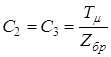 C₂ = C₃ = T_μ / Z_бр